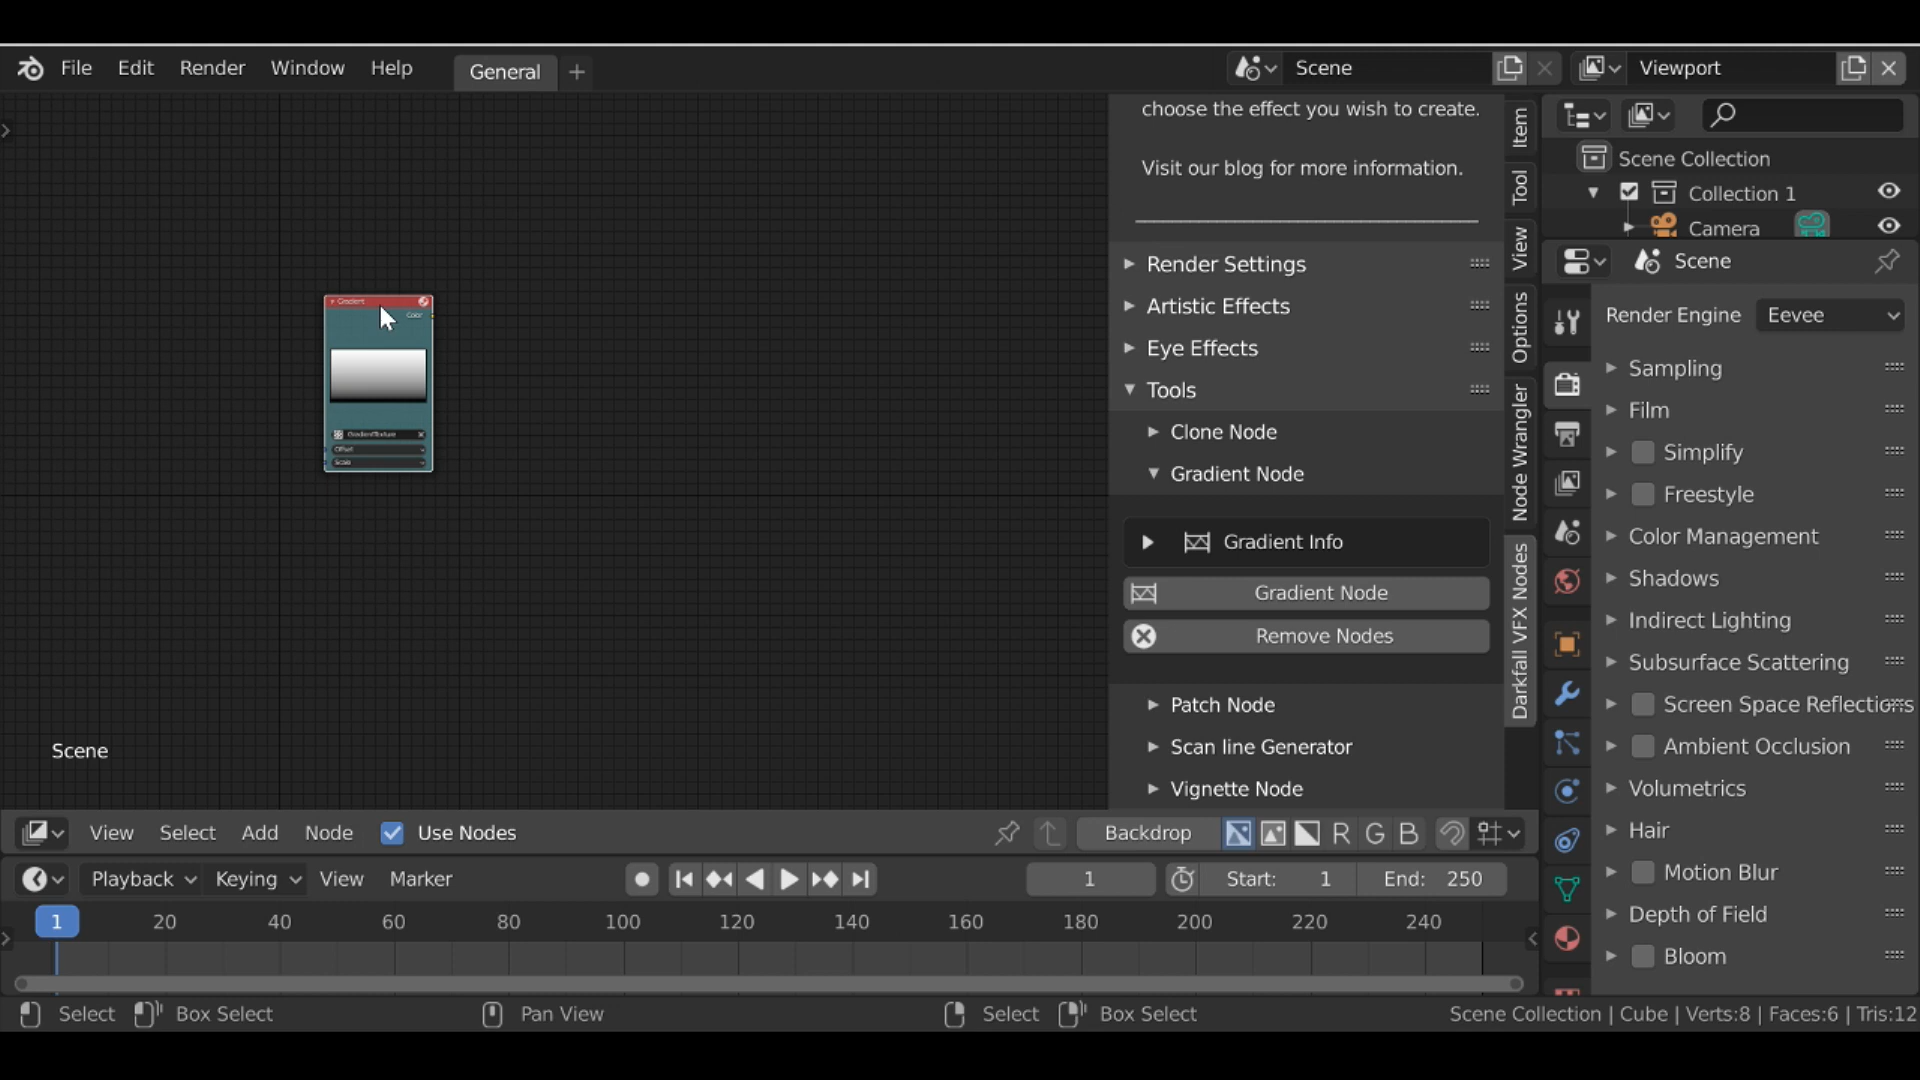 File Edit Render Window Help General Scene Viewport
choose the effect you wish to create.
Visit our blog for more information.
Render Settings
Artistic Effects
Eye Effects
Tools
Clone Node
Gradient Node
Gradient Info
Gradient Node
Remove Nodes
Patch Node
Scan line Generator
Vignette Node
Item
Tool
View
Options
Node Wrangler
Darkfall VFX Nodes
Scene Collection
Collection 1
Camera
Scene
Render Engine Eevee
Sampling
Film
Simplify
Freestyle
Color Management
Shadows
Indirect Lighting
Subsurface Scattering
Screen Space Reflections
Ambient Occlusion
Volumetrics
Hair
Motion Blur
Depth of Field
Bloom
Gradient
Color
GradientTexture
Offset
Scale
Scene
View Select Add Node Use Nodes Backdrop R G B
Playback Keying View Marker 1 Start: 1 End: 250
1 20 40 60 80 100 120 140 160 180 200 220 240
Select Box Select Pan View Select Box Select Scene Collection | Cube | Verts:8 | Faces:6 | Tris:12